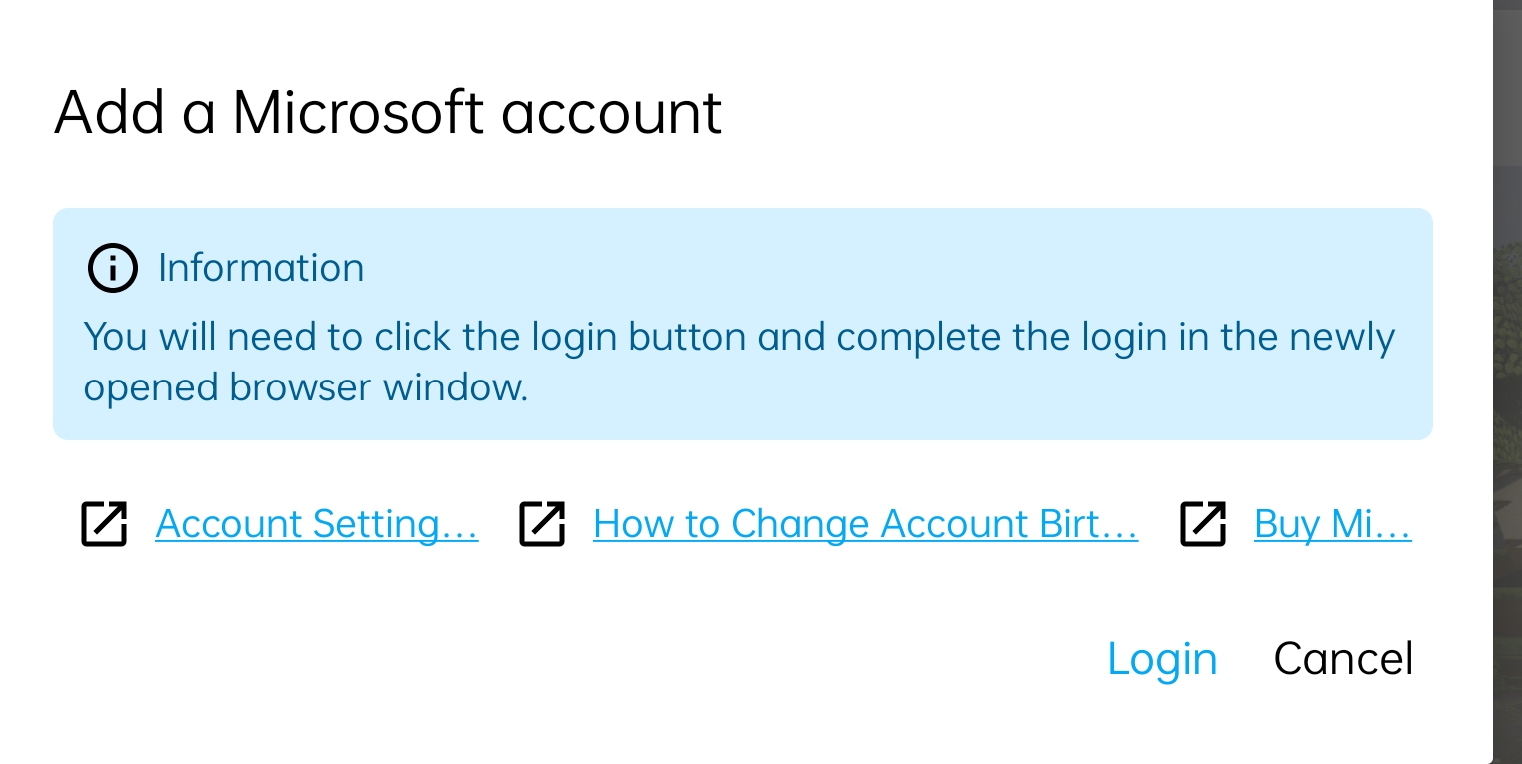 Add a Microsoft account
Information
You will need to click the login button and complete the login in the newly
opened browser window.
Account Setting... How to Change Account Birt... Buy Mi...
Login Cancel